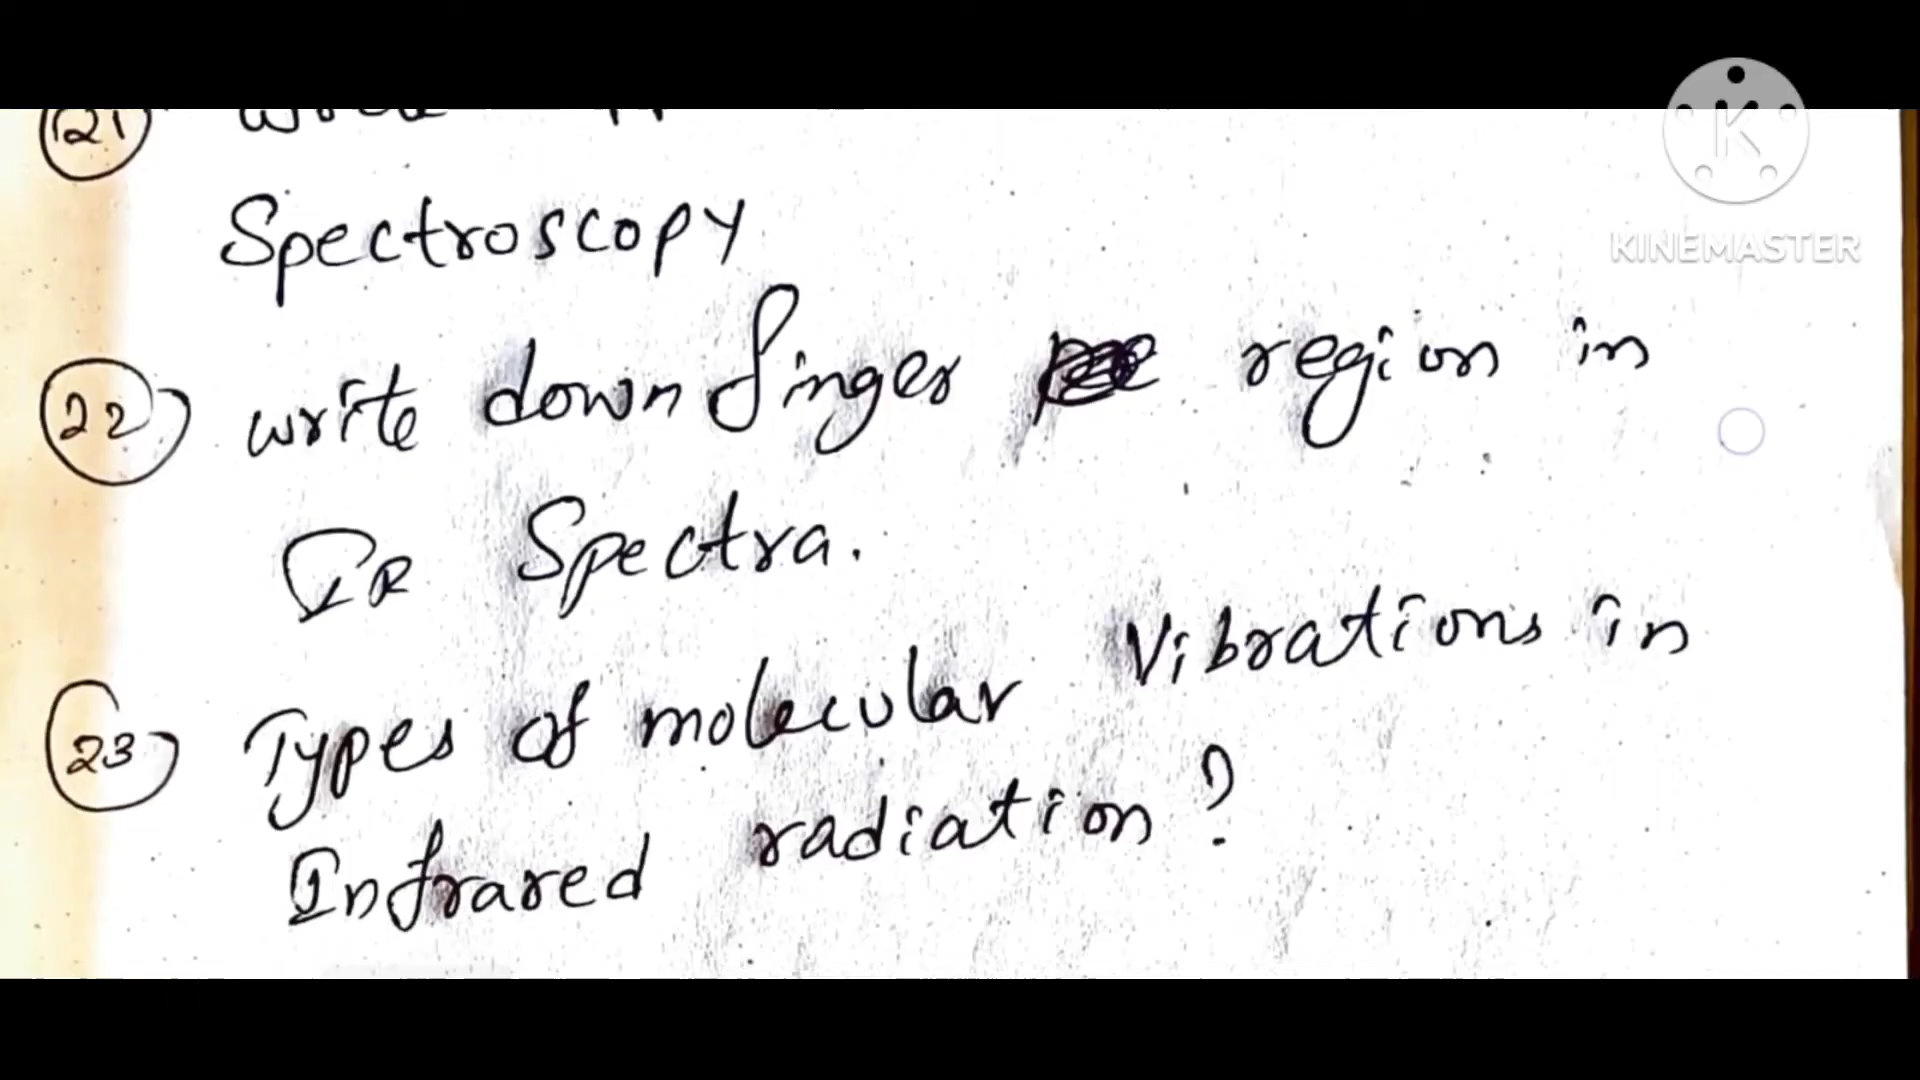 21
Spectroscopy
22 write down finger region in
IR Spectra.
23 Types of molecular Vibrations in
Infrared radiation?
KINEMASTER